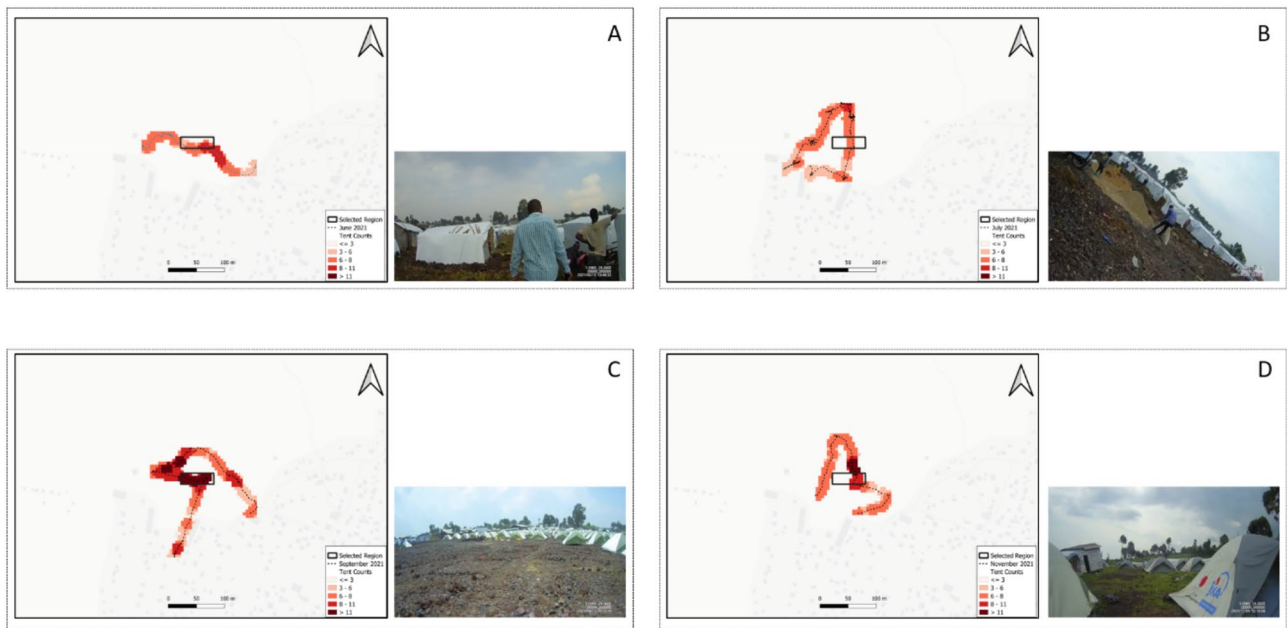 A
Selected Region
June 2021
Tent Counts
<= 3
3 - 6
6 - 8
8 - 11
> 11
0 50 100 m
B
Selected Region
July 2021
Tent Counts
<= 3
3 - 6
6 - 8
8 - 11
> 11
0 50 100 m
C
Selected Region
September 2021
Tent Counts
<= 3
3 - 6
6 - 8
8 - 11
> 11
0 50 100 m
D
Selected Region
November 2021
Tent Counts
<= 3
3 - 6
6 - 8
8 - 11
> 11
0 50 100 m